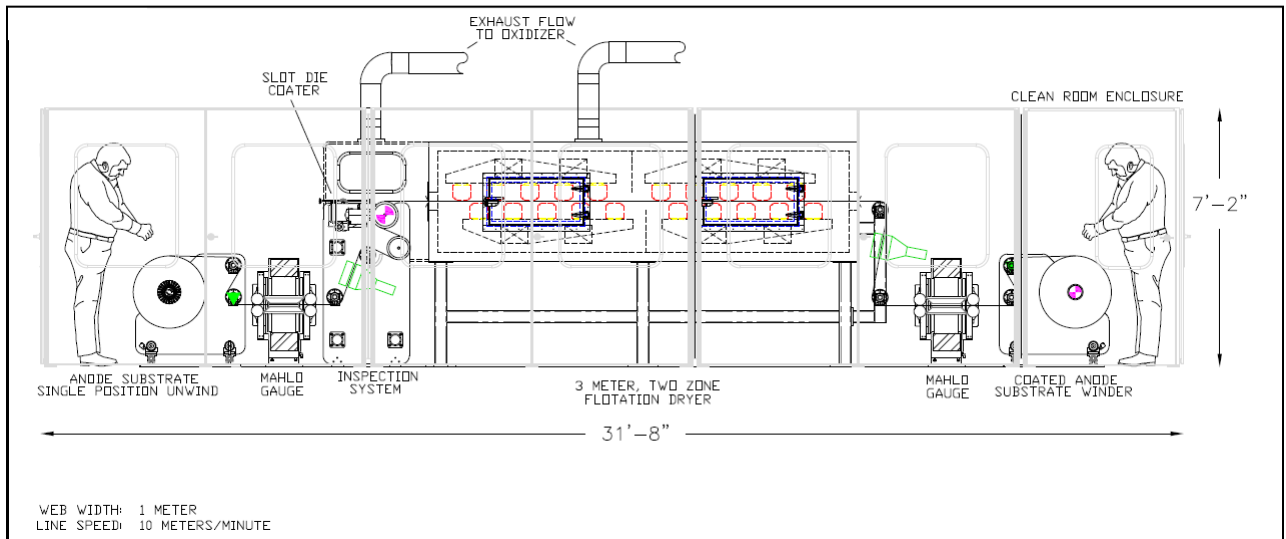 EXHAUST FLOW
TO OXIDIZER
SLOT DIE
COATER
CLEAN ROOM ENCLOSURE
7'-2"
ANODE SUBSTRATE
SINGLE POSITION UNWIND
MAHLO
GAUGE
INSPECTION
SYSTEM
3 METER, TWO ZONE
FLOTATION DRYER
MAHLO
GAUGE
COATED ANODE
SUBSTRATE WINDER
31'-8"
WEB WIDTH: 1 METER
LINE SPEED: 10 METERS/MINUTE